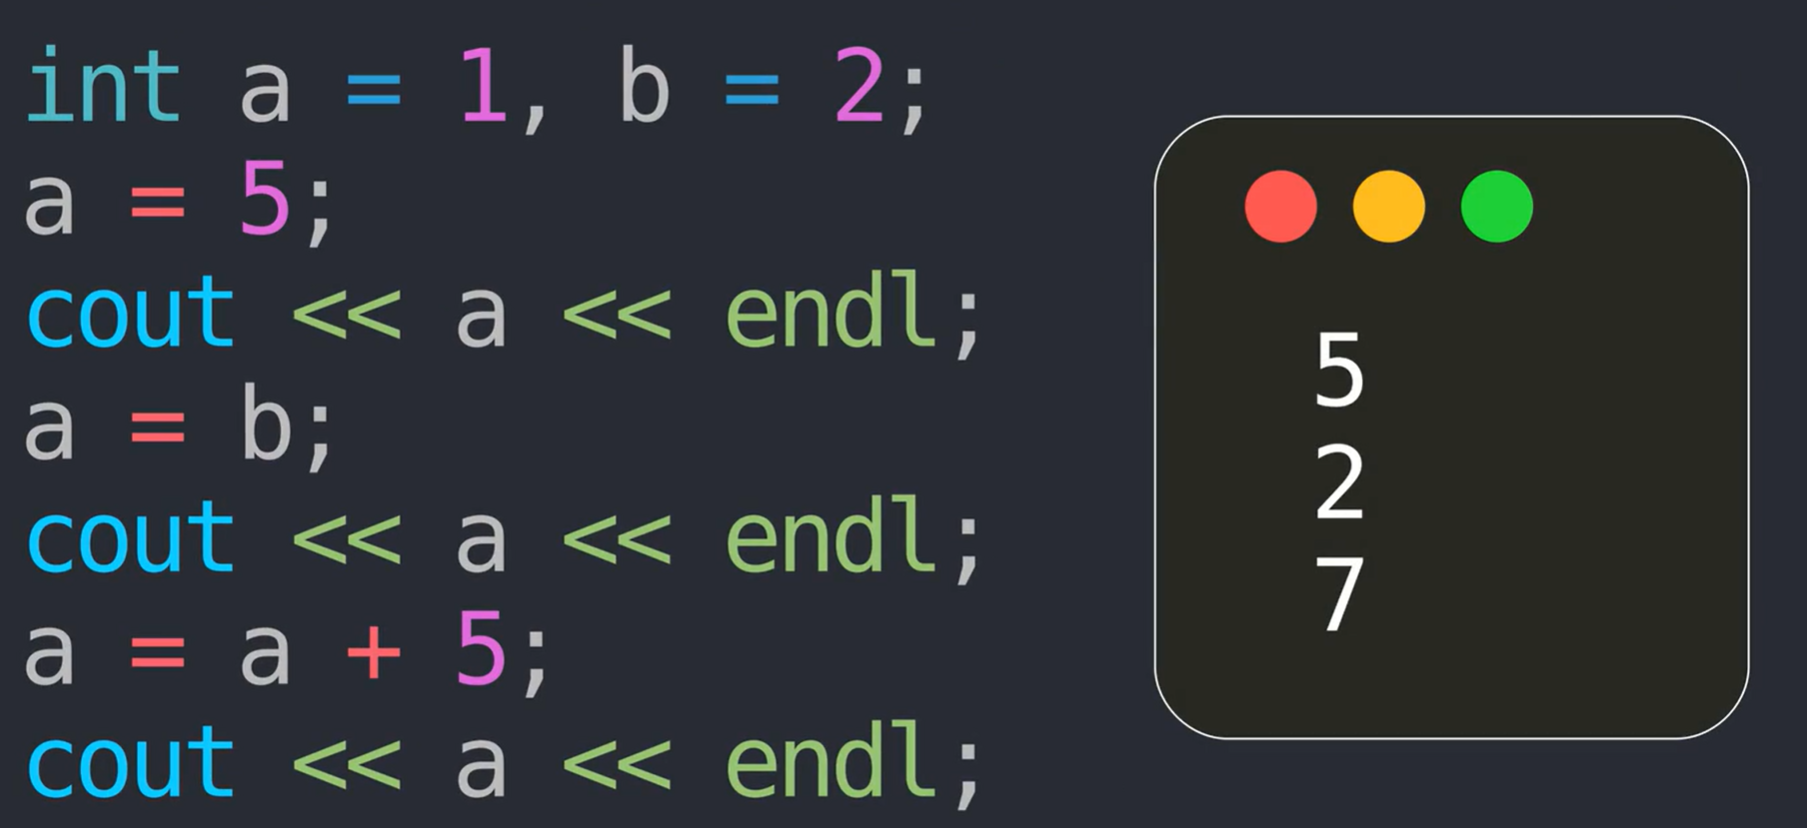 int a = 1, b = 2;
a = 5;
cout << a << endl;
a = b;
cout << a << endl;
a = a + 5;
cout << a << endl;
5
2
7